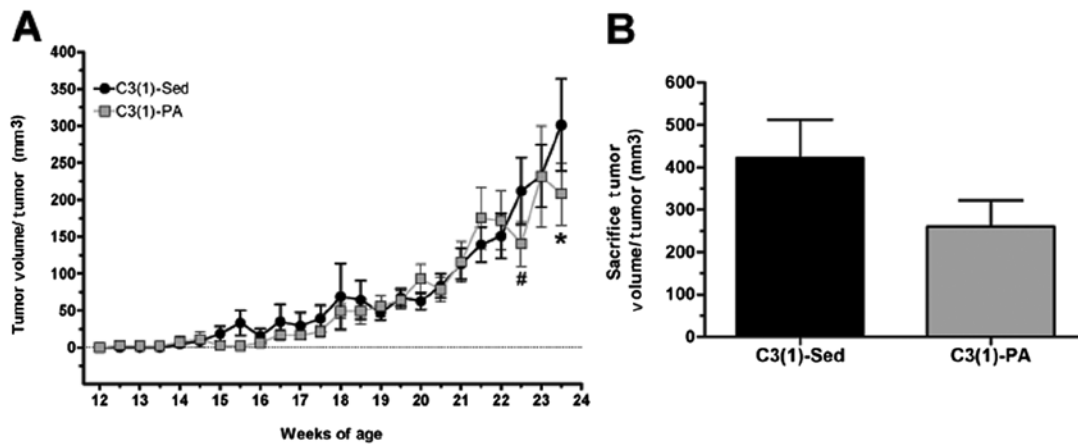 A
Tumor volume/ tumor (mm3)
400
350
300
250
200
150
100
50
0
C3(1)-Sed
C3(1)-PA
#
*
12 13 14 15 16 17 18 19 20 21 22 23 24
Weeks of age
B
Sacrifice tumor
volume/tumor (mm3)
600
500
400
300
200
100
0
C3(1)-Sed C3(1)-PA